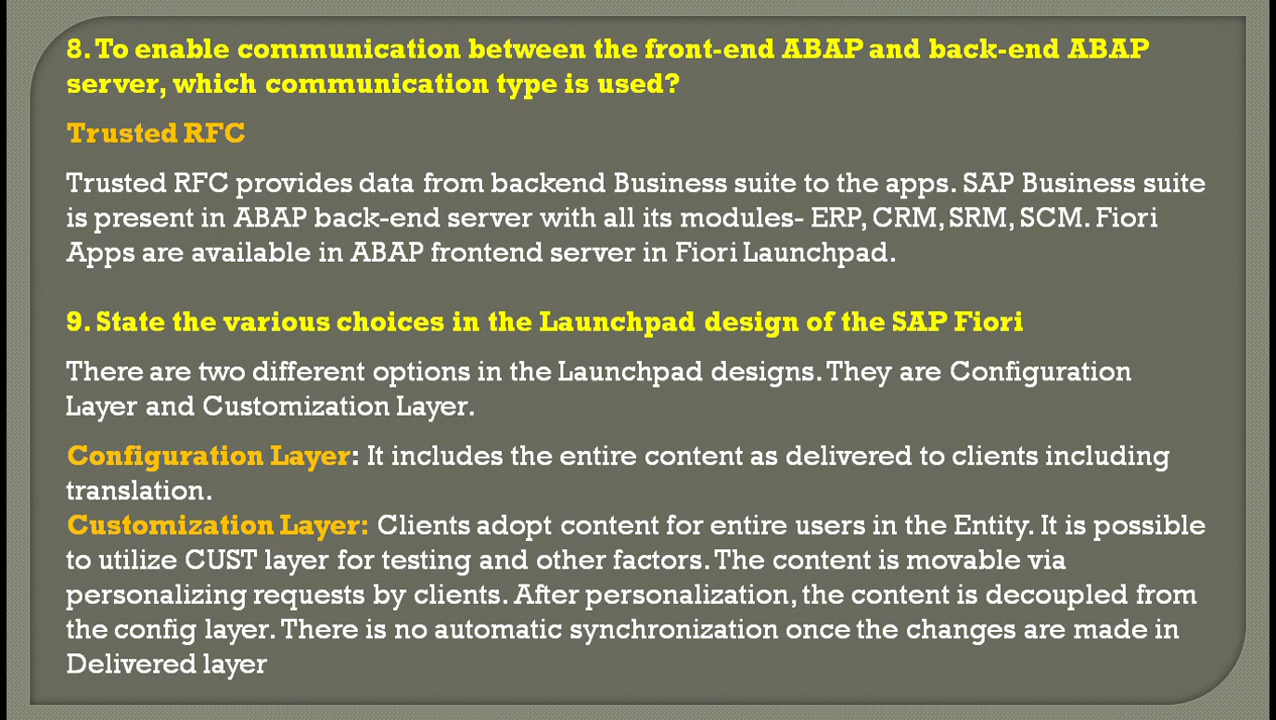 8. To enable communication between the front-end ABAP and back-end ABAP
server, which communication type is used?
Trusted RFC
Trusted RFC provides data from backend Business suite to the apps. SAP Business suite
is present in ABAP back-end server with all its modules- ERP, CRM, SRM, SCM. Fiori
Apps are available in ABAP frontend server in Fiori Launchpad.
9. State the various choices in the Launchpad design of the SAP Fiori
There are two different options in the Launchpad designs. They are Configuration
Layer and Customization Layer.
Configuration Layer: It includes the entire content as delivered to clients including
translation.
Customization Layer: Clients adopt content for entire users in the Entity. It is possible
to utilize CUST layer for testing and other factors. The content is movable via
personalizing requests by clients. After personalization, the content is decoupled from
the config layer. There is no automatic synchronization once the changes are made in
Delivered layer